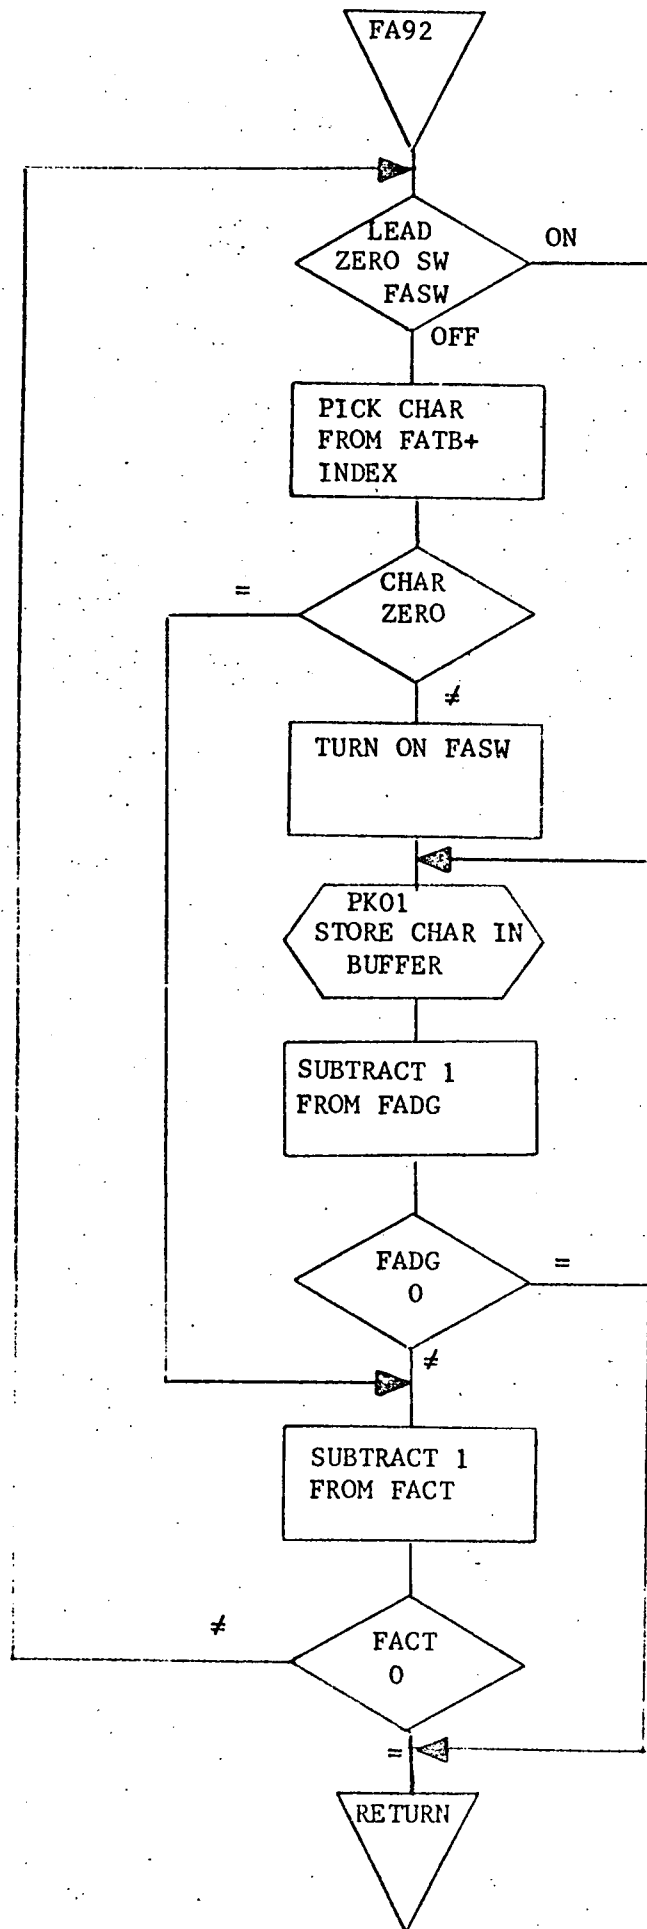 FA92
LEAD
ZERO SW
FASW
ON
OFF
PICK CHAR
FROM FATB+
INDEX
=
CHAR
ZERO
≠
TURN ON FASW
PK01
STORE CHAR IN
BUFFER
SUBTRACT 1
FROM FADG
FADG
0
=
≠
SUBTRACT 1
FROM FACT
≠
FACT
0
=
RETURN